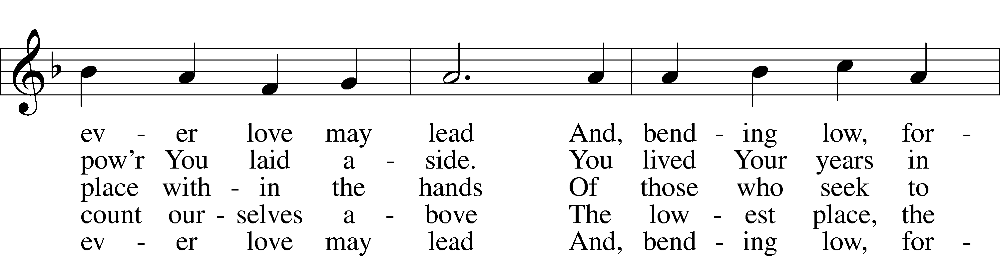 ev - er love may lead And, bend - ing low, for -
pow’r You laid a - side. You lived Your years in
place with - in the hands Of those who seek to
count our - selves a - bove The low - est place, the
ev - er love may lead And, bend - ing low, for -